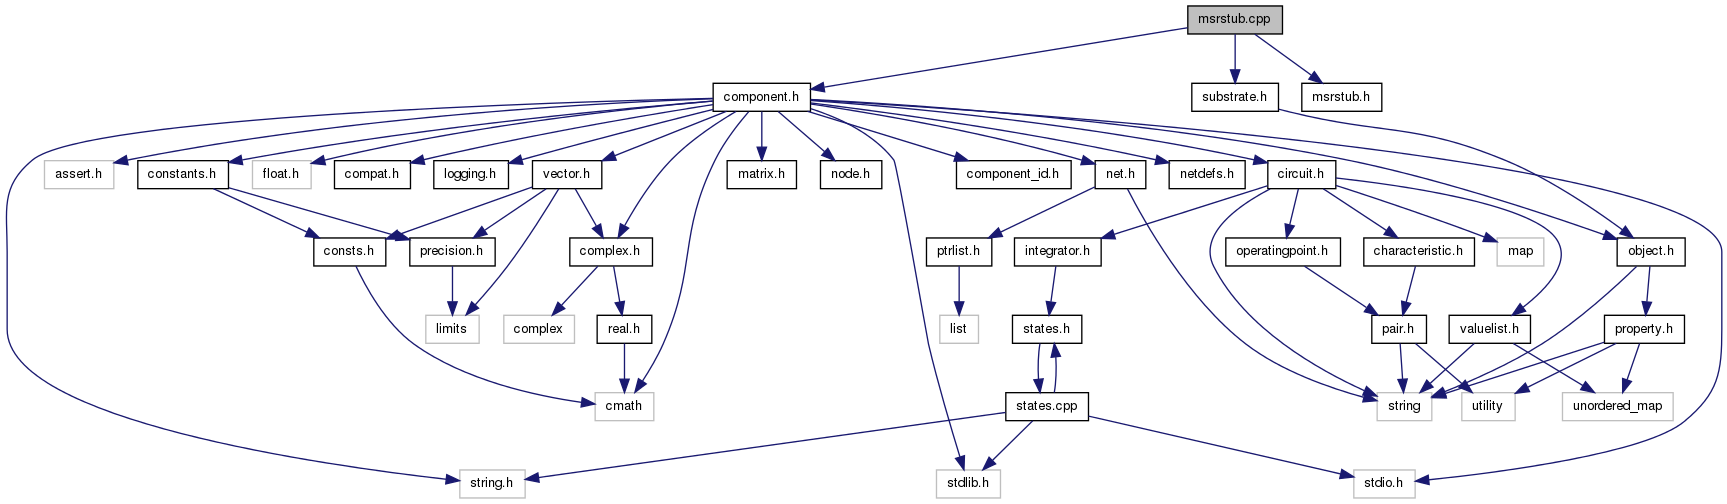 msrstub.cpp
component.h
substrate.h
msrstub.h
assert.h
constants.h
float.h
compat.h
logging.h
vector.h
matrix.h
node.h
component_id.h
net.h
netdefs.h
circuit.h
consts.h
precision.h
complex.h
ptrlist.h
integrator.h
operatingpoint.h
characteristic.h
map
object.h
limits
complex
real.h
list
states.h
pair.h
valuelist.h
property.h
cmath
states.cpp
string
utility
unordered_map
string.h
stdlib.h
stdio.h